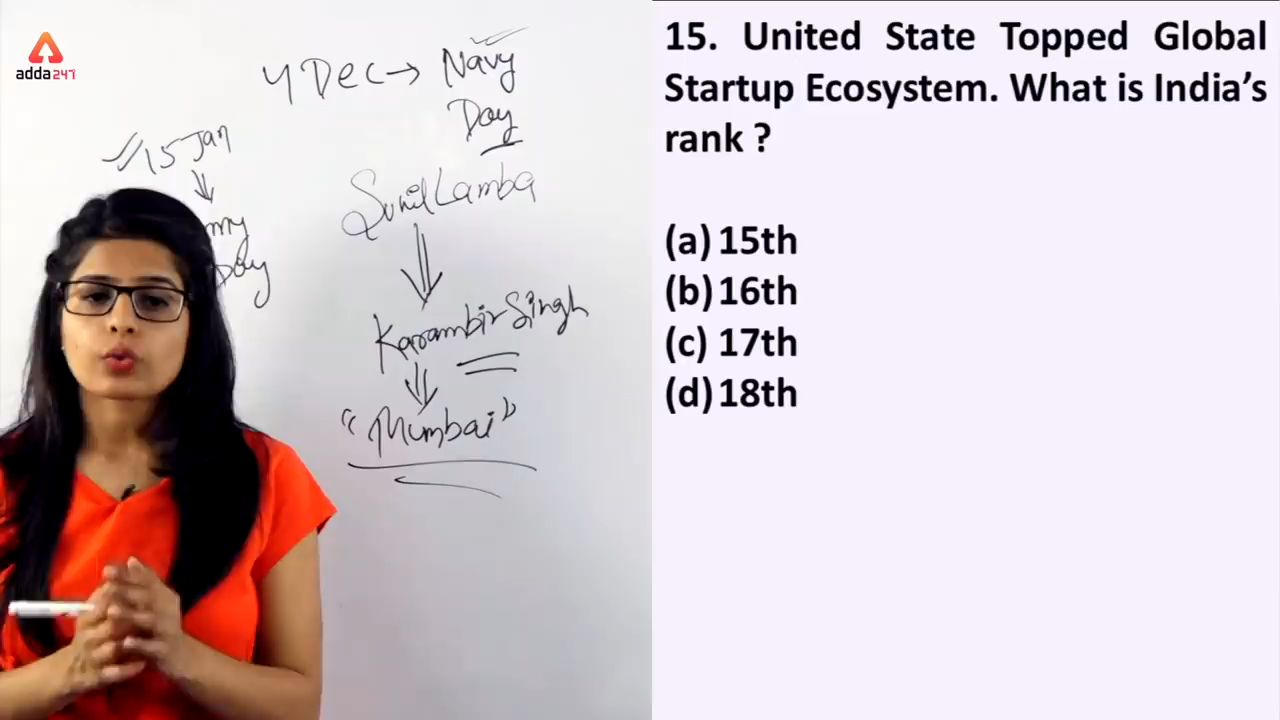 adda247
4 Dec → Navy
Day
15 Jan
Day
Sunil Lamba
Karambir Singh
"Mumbai"
15. United State Topped Global
Startup Ecosystem. What is India's
rank ?
(a) 15th
(b) 16th
(c) 17th
(d) 18th